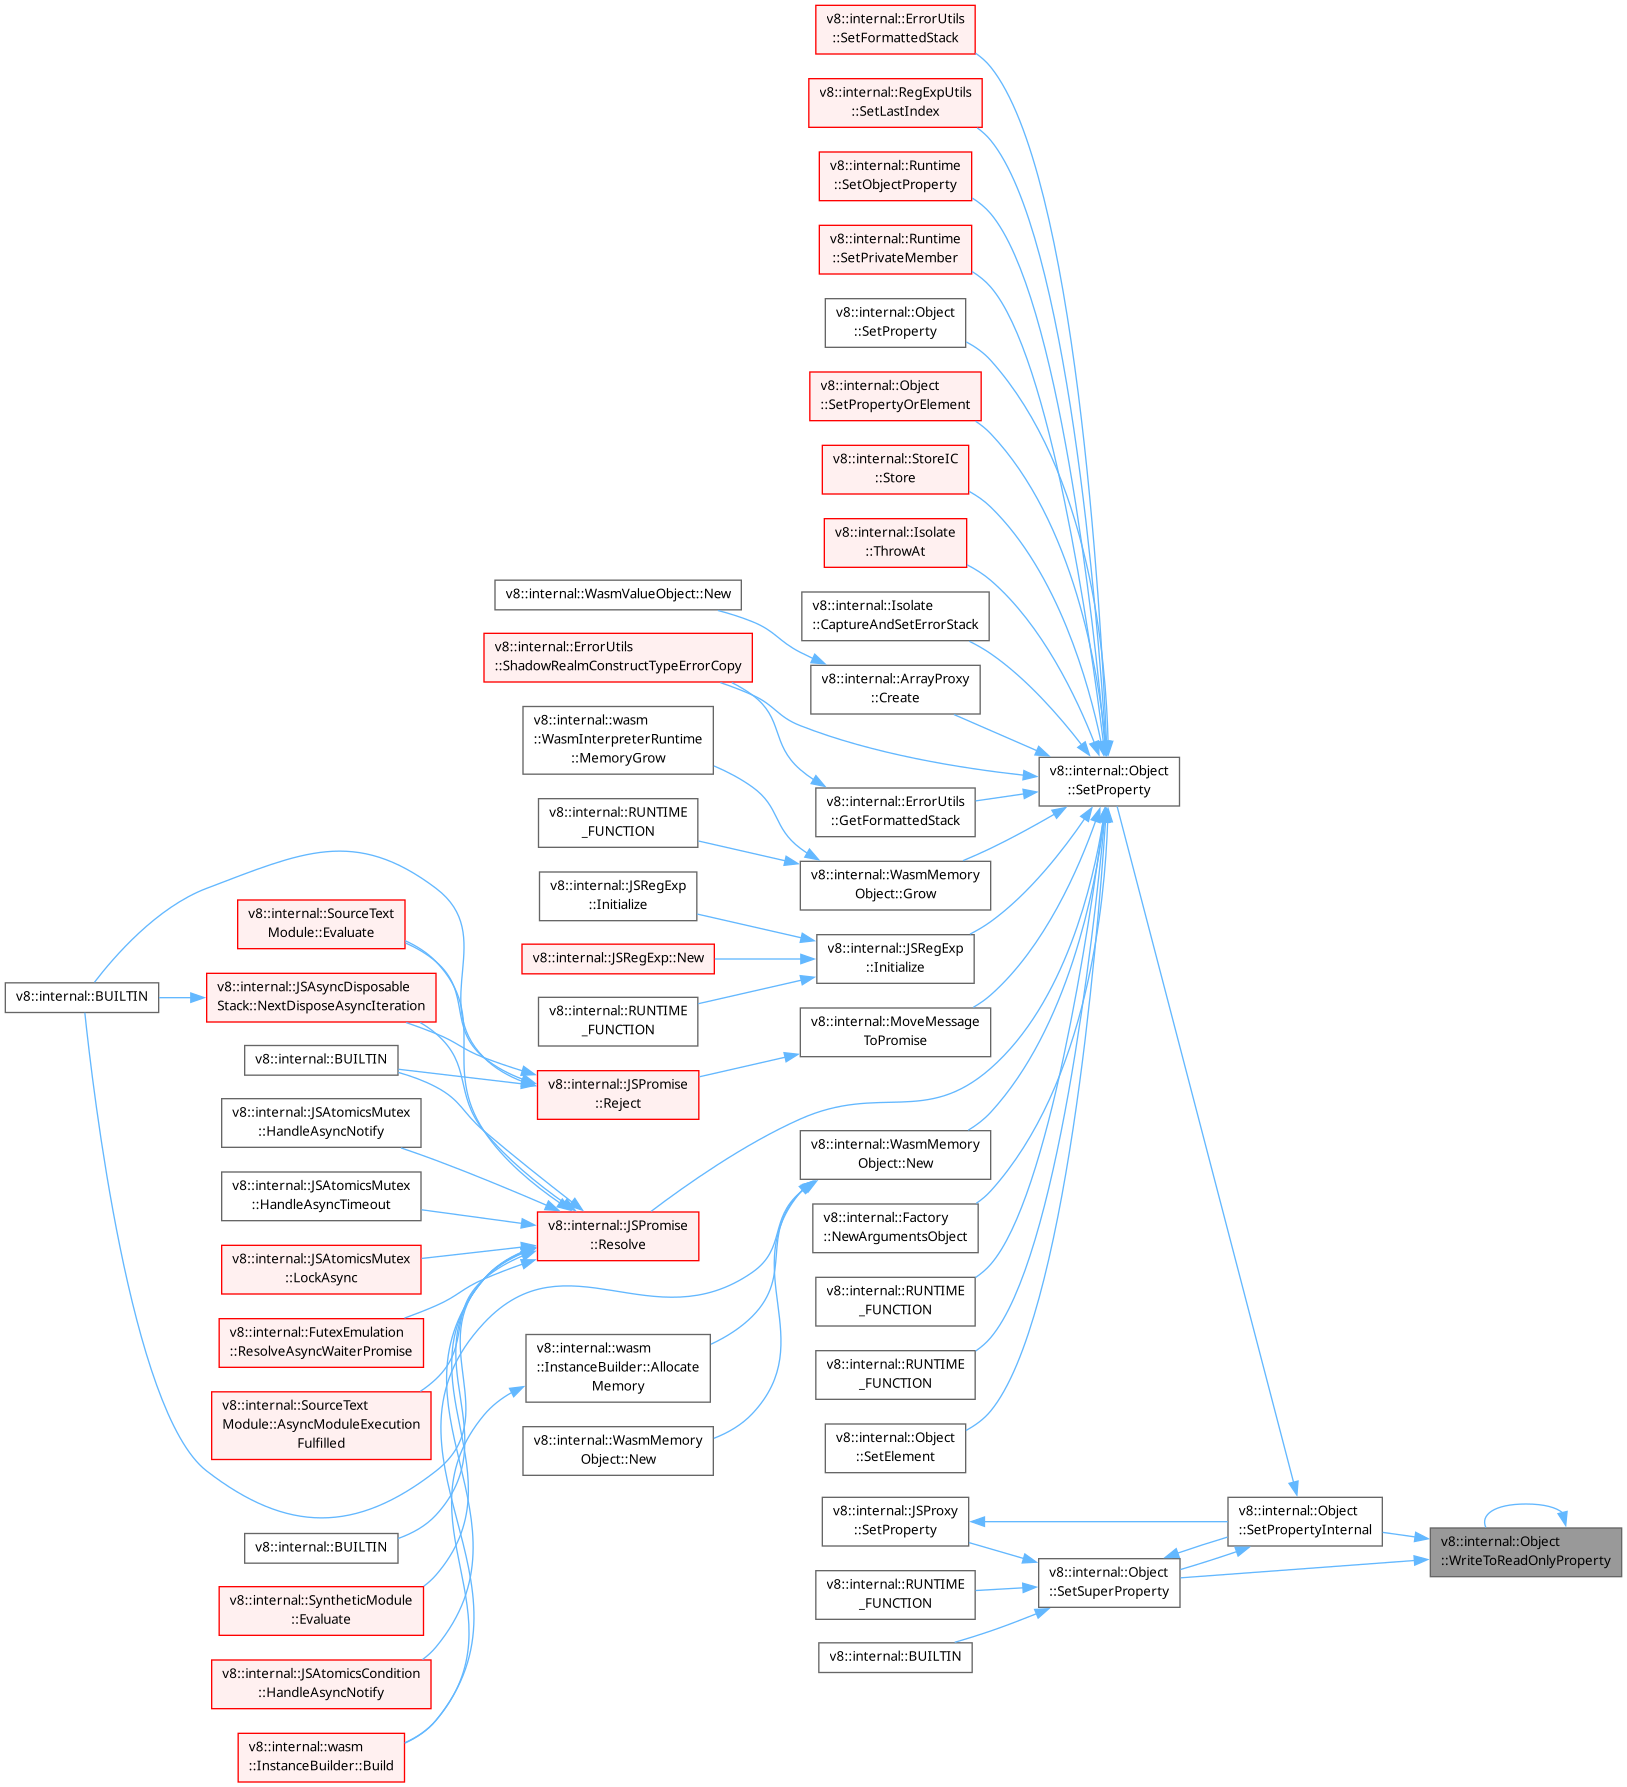 v8::internal::ErrorUtils
::SetFormattedStack
v8::internal::RegExpUtils
::SetLastIndex
v8::internal::Runtime
::SetObjectProperty
v8::internal::Runtime
::SetPrivateMember
v8::internal::Object
::SetProperty
v8::internal::Object
::SetPropertyOrElement
v8::internal::StoreIC
::Store
v8::internal::Isolate
::ThrowAt
v8::internal::WasmValueObject::New
v8::internal::Isolate
::CaptureAndSetErrorStack
v8::internal::ErrorUtils
::ShadowRealmConstructTypeErrorCopy
v8::internal::ArrayProxy
::Create
v8::internal::wasm
::WasmInterpreterRuntime
::MemoryGrow
v8::internal::Object
::SetProperty
v8::internal::ErrorUtils
::GetFormattedStack
v8::internal::RUNTIME
_FUNCTION
v8::internal::WasmMemory
Object::Grow
v8::internal::JSRegExp
::Initialize
v8::internal::SourceText
Module::Evaluate
v8::internal::JSRegExp::New
v8::internal::JSRegExp
::Initialize
v8::internal::BUILTIN
v8::internal::JSAsyncDisposable
Stack::NextDisposeAsyncIteration
v8::internal::RUNTIME
_FUNCTION
v8::internal::MoveMessage
ToPromise
v8::internal::BUILTIN
v8::internal::JSPromise
::Reject
v8::internal::JSAtomicsMutex
::HandleAsyncNotify
v8::internal::WasmMemory
Object::New
v8::internal::JSAtomicsMutex
::HandleAsyncTimeout
v8::internal::JSPromise
::Resolve
v8::internal::Factory
::NewArgumentsObject
v8::internal::JSAtomicsMutex
::LockAsync
v8::internal::RUNTIME
_FUNCTION
v8::internal::FutexEmulation
::ResolveAsyncWaiterPromise
v8::internal::wasm
::InstanceBuilder::Allocate
Memory
v8::internal::RUNTIME
_FUNCTION
v8::internal::SourceText
Module::AsyncModuleExecution
Fulfilled
v8::internal::WasmMemory
Object::New
v8::internal::Object
::SetElement
v8::internal::BUILTIN
v8::internal::JSProxy
::SetProperty
v8::internal::Object
::SetPropertyInternal
v8::internal::Object
::WriteToReadOnlyProperty
v8::internal::SyntheticModule
::Evaluate
v8::internal::RUNTIME
_FUNCTION
v8::internal::Object
::SetSuperProperty
v8::internal::BUILTIN
v8::internal::JSAtomicsCondition
::HandleAsyncNotify
v8::internal::wasm
::InstanceBuilder::Build